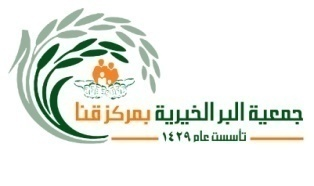 جمعية البر الخيرية بمركز قنا
تأسست عام ١٤٢٩